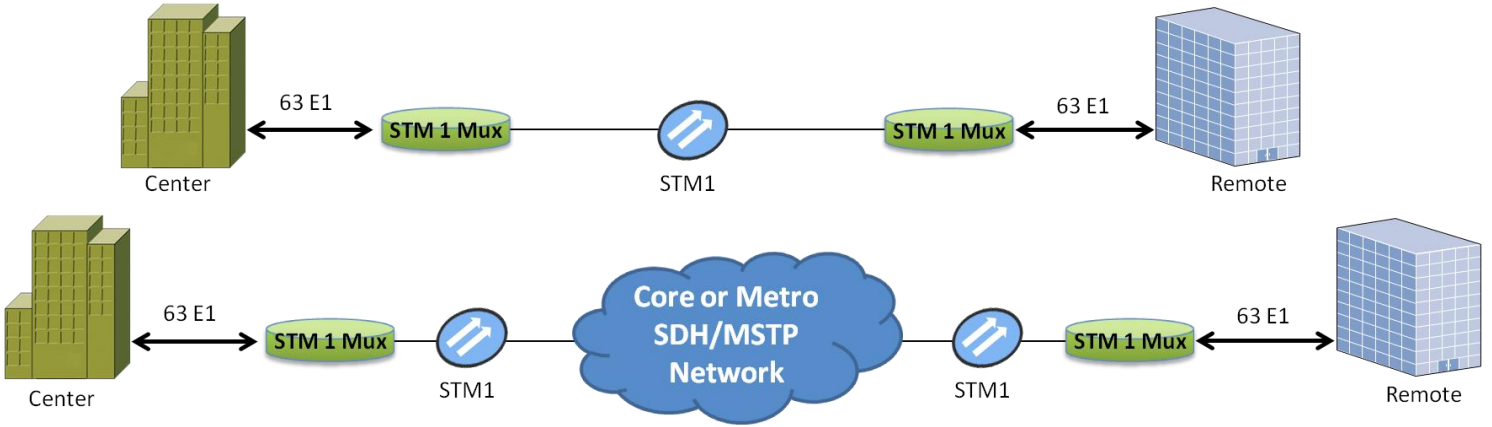 63 E1
63 E1
STM 1 Mux
STM 1 Mux
Center
STM1
Remote
Core or Metro
SDH/MSTP
Network
63 E1
63 E1
STM 1 Mux
STM 1 Mux
Center
STM1
STM1
Remote